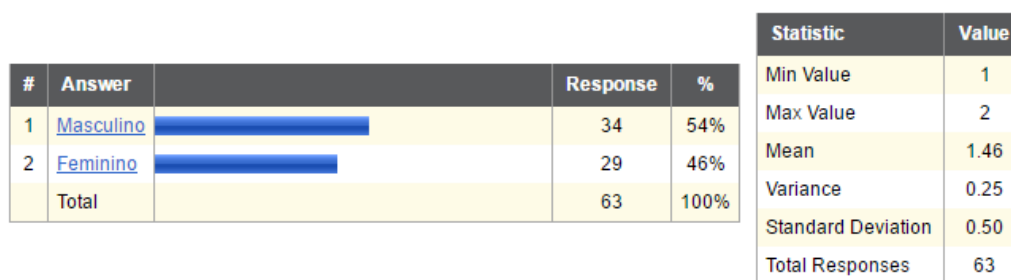 # Answer Response %
1 Masculino 34 54%
2 Feminino 29 46%
Total 63 100%
Statistic Value
Min Value 1
Max Value 2
Mean 1.46
Variance 0.25
Standard Deviation 0.50
Total Responses 63